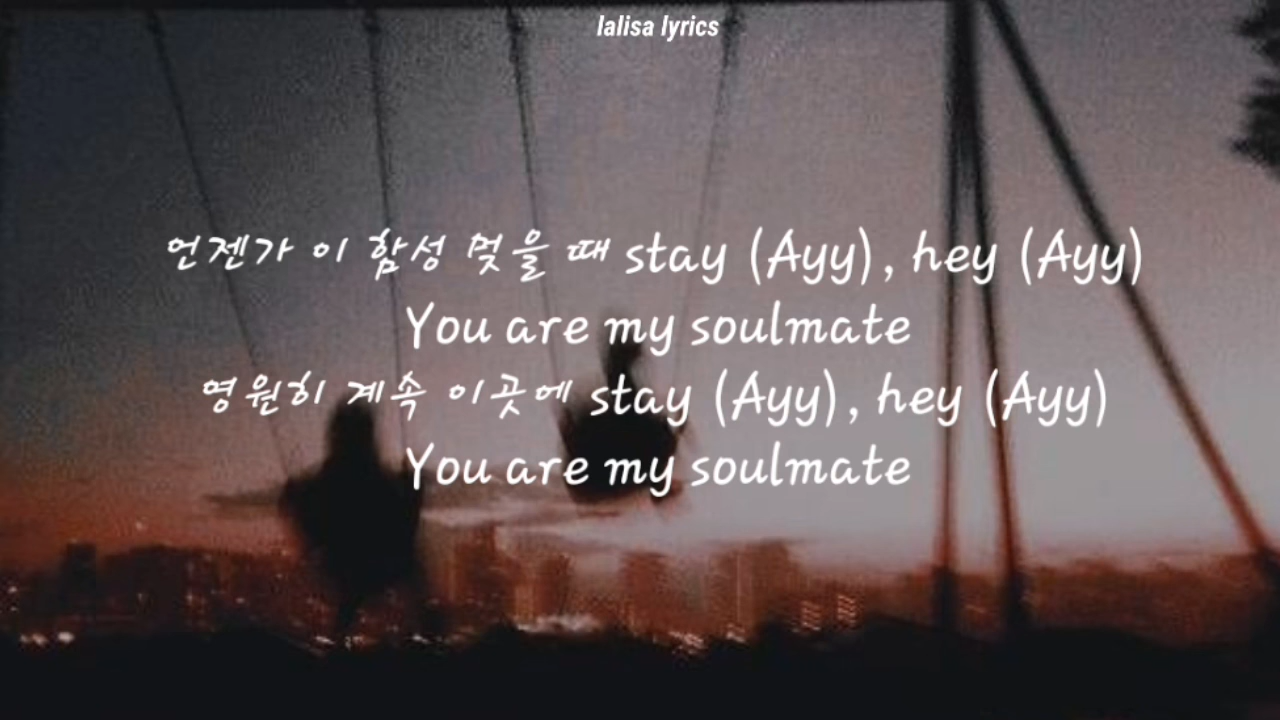 lalisa lyrics
언젠가 이 함성 멎을 때 stay (Ayy), hey (Ayy)
You are my soulmate
영원히 계속 이곳에 stay (Ayy), hey (Ayy)
You are my soulmate